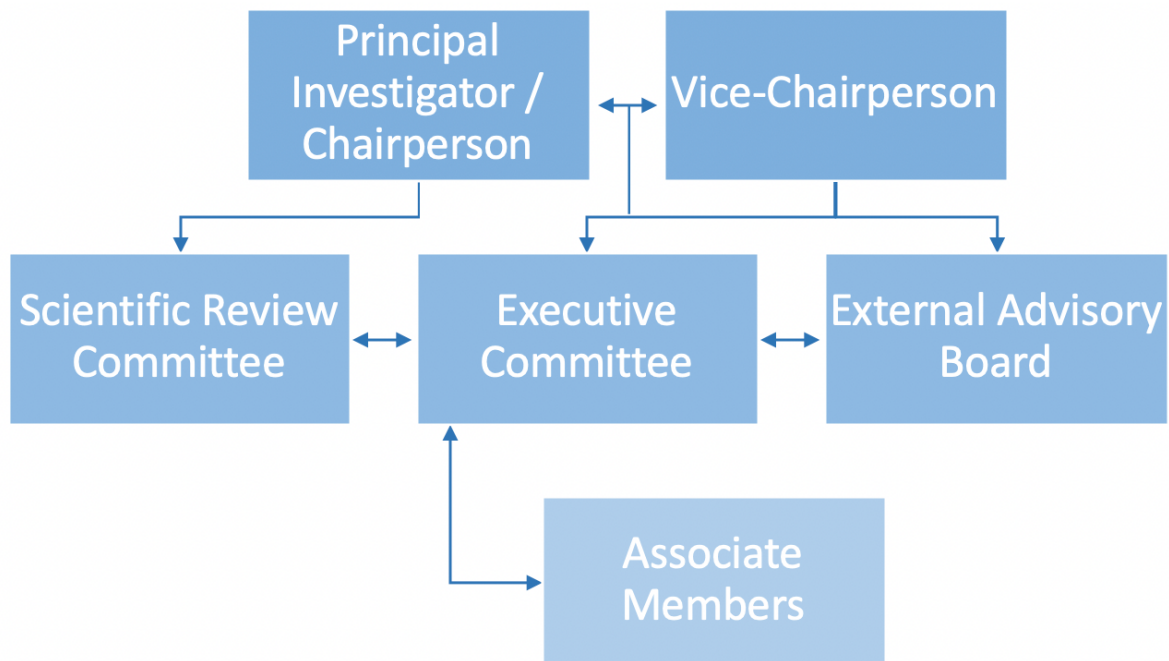 Principal
Investigator /
Chairperson
Vice-Chairperson
Scientific Review
Committee
Executive
Committee
External Advisory
Board
Associate
Members